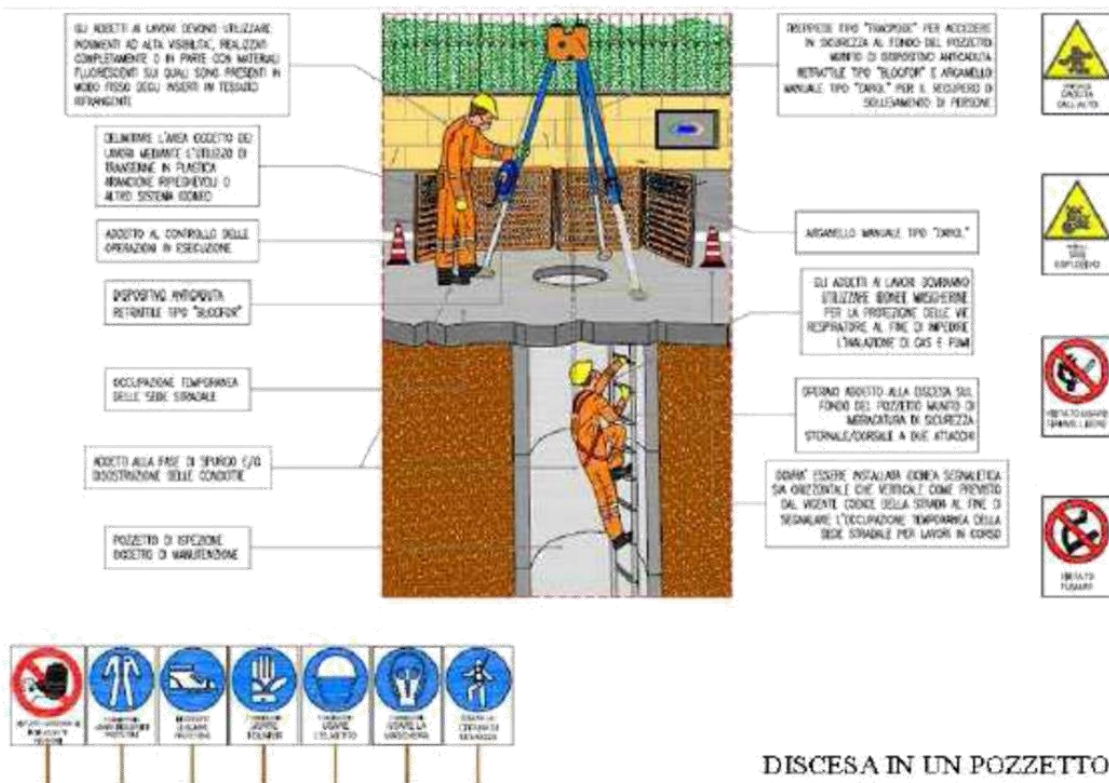 GLI ADDETTI AI LAVORI DEVONO UTILIZZARE
INDUMENTI AD ALTA VISIBILITA', REALIZZATI
COMPLETAMENTE O IN PARTE CON MATERIALI
FLUORESCENTI SUI QUALI SONO PRESENTI IN
MODO FISSO DEGLI INSERTI IN TESSUTO
RIFRANGENTE
DELIMITARE L'AREA OGGETTO DEI
LAVORI MEDIANTE L'UTILIZZO DI
TRANSENNE IN PLASTICA
ARANCIONE RIPIEGHEVOLI O
ALTRO SISTEMA IDONEO
ADDETTO AL CONTROLLO DELLE
OPERAZIONI IN ESECUZIONE
DISPOSITIVO ANTICADUTA
RETRATTILE TIPO "BLOCFOR"
OCCUPAZIONE TEMPORANEA
DELLE SEDE STRADALE
ADDETTI ALLA FASE DI SPURGO E/O
DISOSTRUZIONE DELLE CONDOTTE
POZZETTO DI ISPEZIONE
OGGETTO DI MANUTENZIONE
TREPPIEDE TIPO PER ACCEDERE
IN SICUREZZA AL FONDO DEL POZZETTO
MUNITO DI DISPOSITIVO ANTICADUTA
RETRATTILE TIPO "BLOCFOR" E ARGANELLO
MANUALE TIPO "CAROL" PER IL RECUPERO O
SOLLEVAMENTO DI PERSONE
ARGANELLO MANUALE TIPO "CAROL"
GLI ADDETTI AI LAVORI DOVRANNO
UTILIZZARE IDONEE MASCHERINE
PER LA PROTEZIONE DELLE VIE
RESPIRATORIE AL FINE DI IMPEDIRE
L'INALAZIONE DI GAS E FUMI
OPERAIO ADDETTO ALLA DISCESA SUL
FONDO DEL POZZETTO MUNITO DI
IMBRACATURA DI SICUREZZA
STERNALE/DORSALE A DUE ATTACCHI
DOVRA' ESSERE INSTALLATA IDONEA SEGNALETICA
SIA ORIZZONTALE CHE VERTICALE COME PREVISTO
DAL VIGENTE CODICE DELLA STRADA AL FINE DI
SEGNALARE L'OCCUPAZIONE TEMPORANEA DELLA
SEDE STRADALE PER LAVORI IN CORSO
CADUTA
DALL'ALTO
ESPLOSIVO
VIETATO
FUMARE
DISCESA IN UN POZZETTO